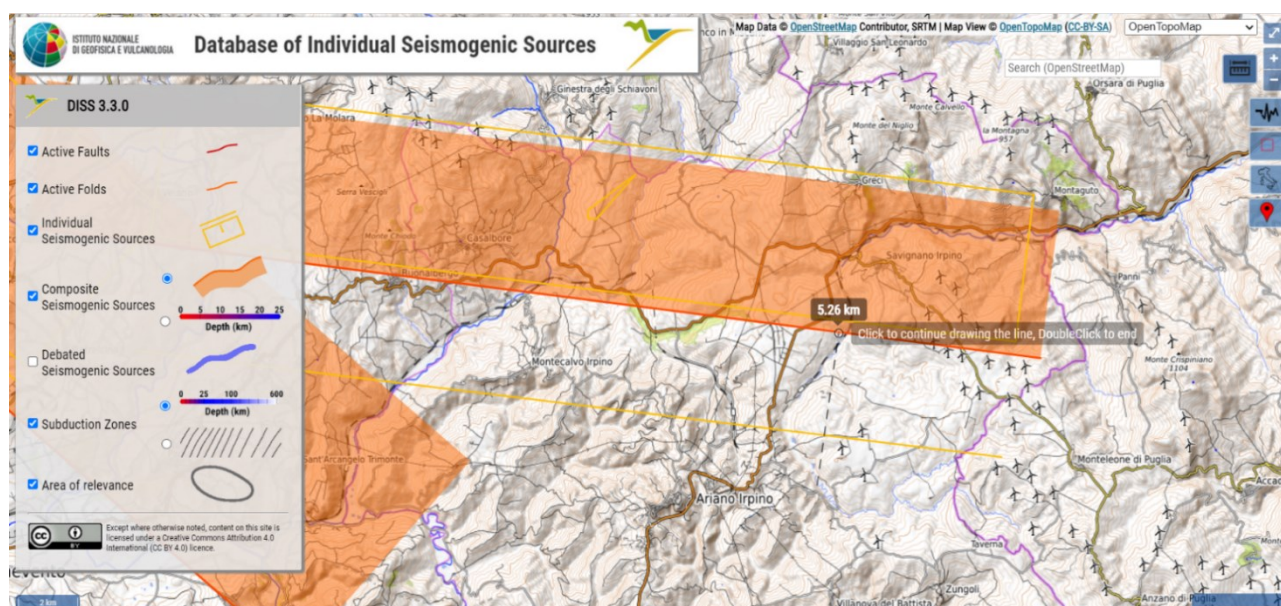 ISTITUTO NAZIONALE
DI GEOFISICA E VULCANOLOGIA
Database of Individual Seismogenic Sources
Map Data © OpenStreetMap Contributor, SRTM | Map View © OpenTopoMap (CC-BY-SA)
OpenTopoMap
Search (OpenStreetMap)
DISS 3.3.0
Active Faults
Active Folds
Individual
Seismogenic Sources
Composite
Seismogenic Sources
0 5 10 15 20 25
Depth (km)
Debated
Seismogenic Sources
0 25 100 600
Depth (km)
Subduction Zones
Area of relevance
CC
BY
Except where otherwise noted, content on this site is
licensed under a Creative Commons Attribution 4.0
International (CC BY 4.0) licence.
Villaggio San Leonardo
Orsara di Puglia
Monte Calvello
Ginestra degli Schiavoni
Monte del Niglio
la Montagna
957
La Molara
Greci
Montaguto
Serra Vescigli
Monte Chiodo
Casalbore
Buonalbergo
Savignano Irpino
Panni
5.26 km
Click to continue drawing the line, DoubleClick to end
Montecalvo Irpino
Monte Crispiniano
1104
Sant'Arcangelo Trimonte
Monteleone di Puglia
Ariano Irpino
Taverna
Zungoli
Villanova del Battista
Anzano di Puglia
2 km